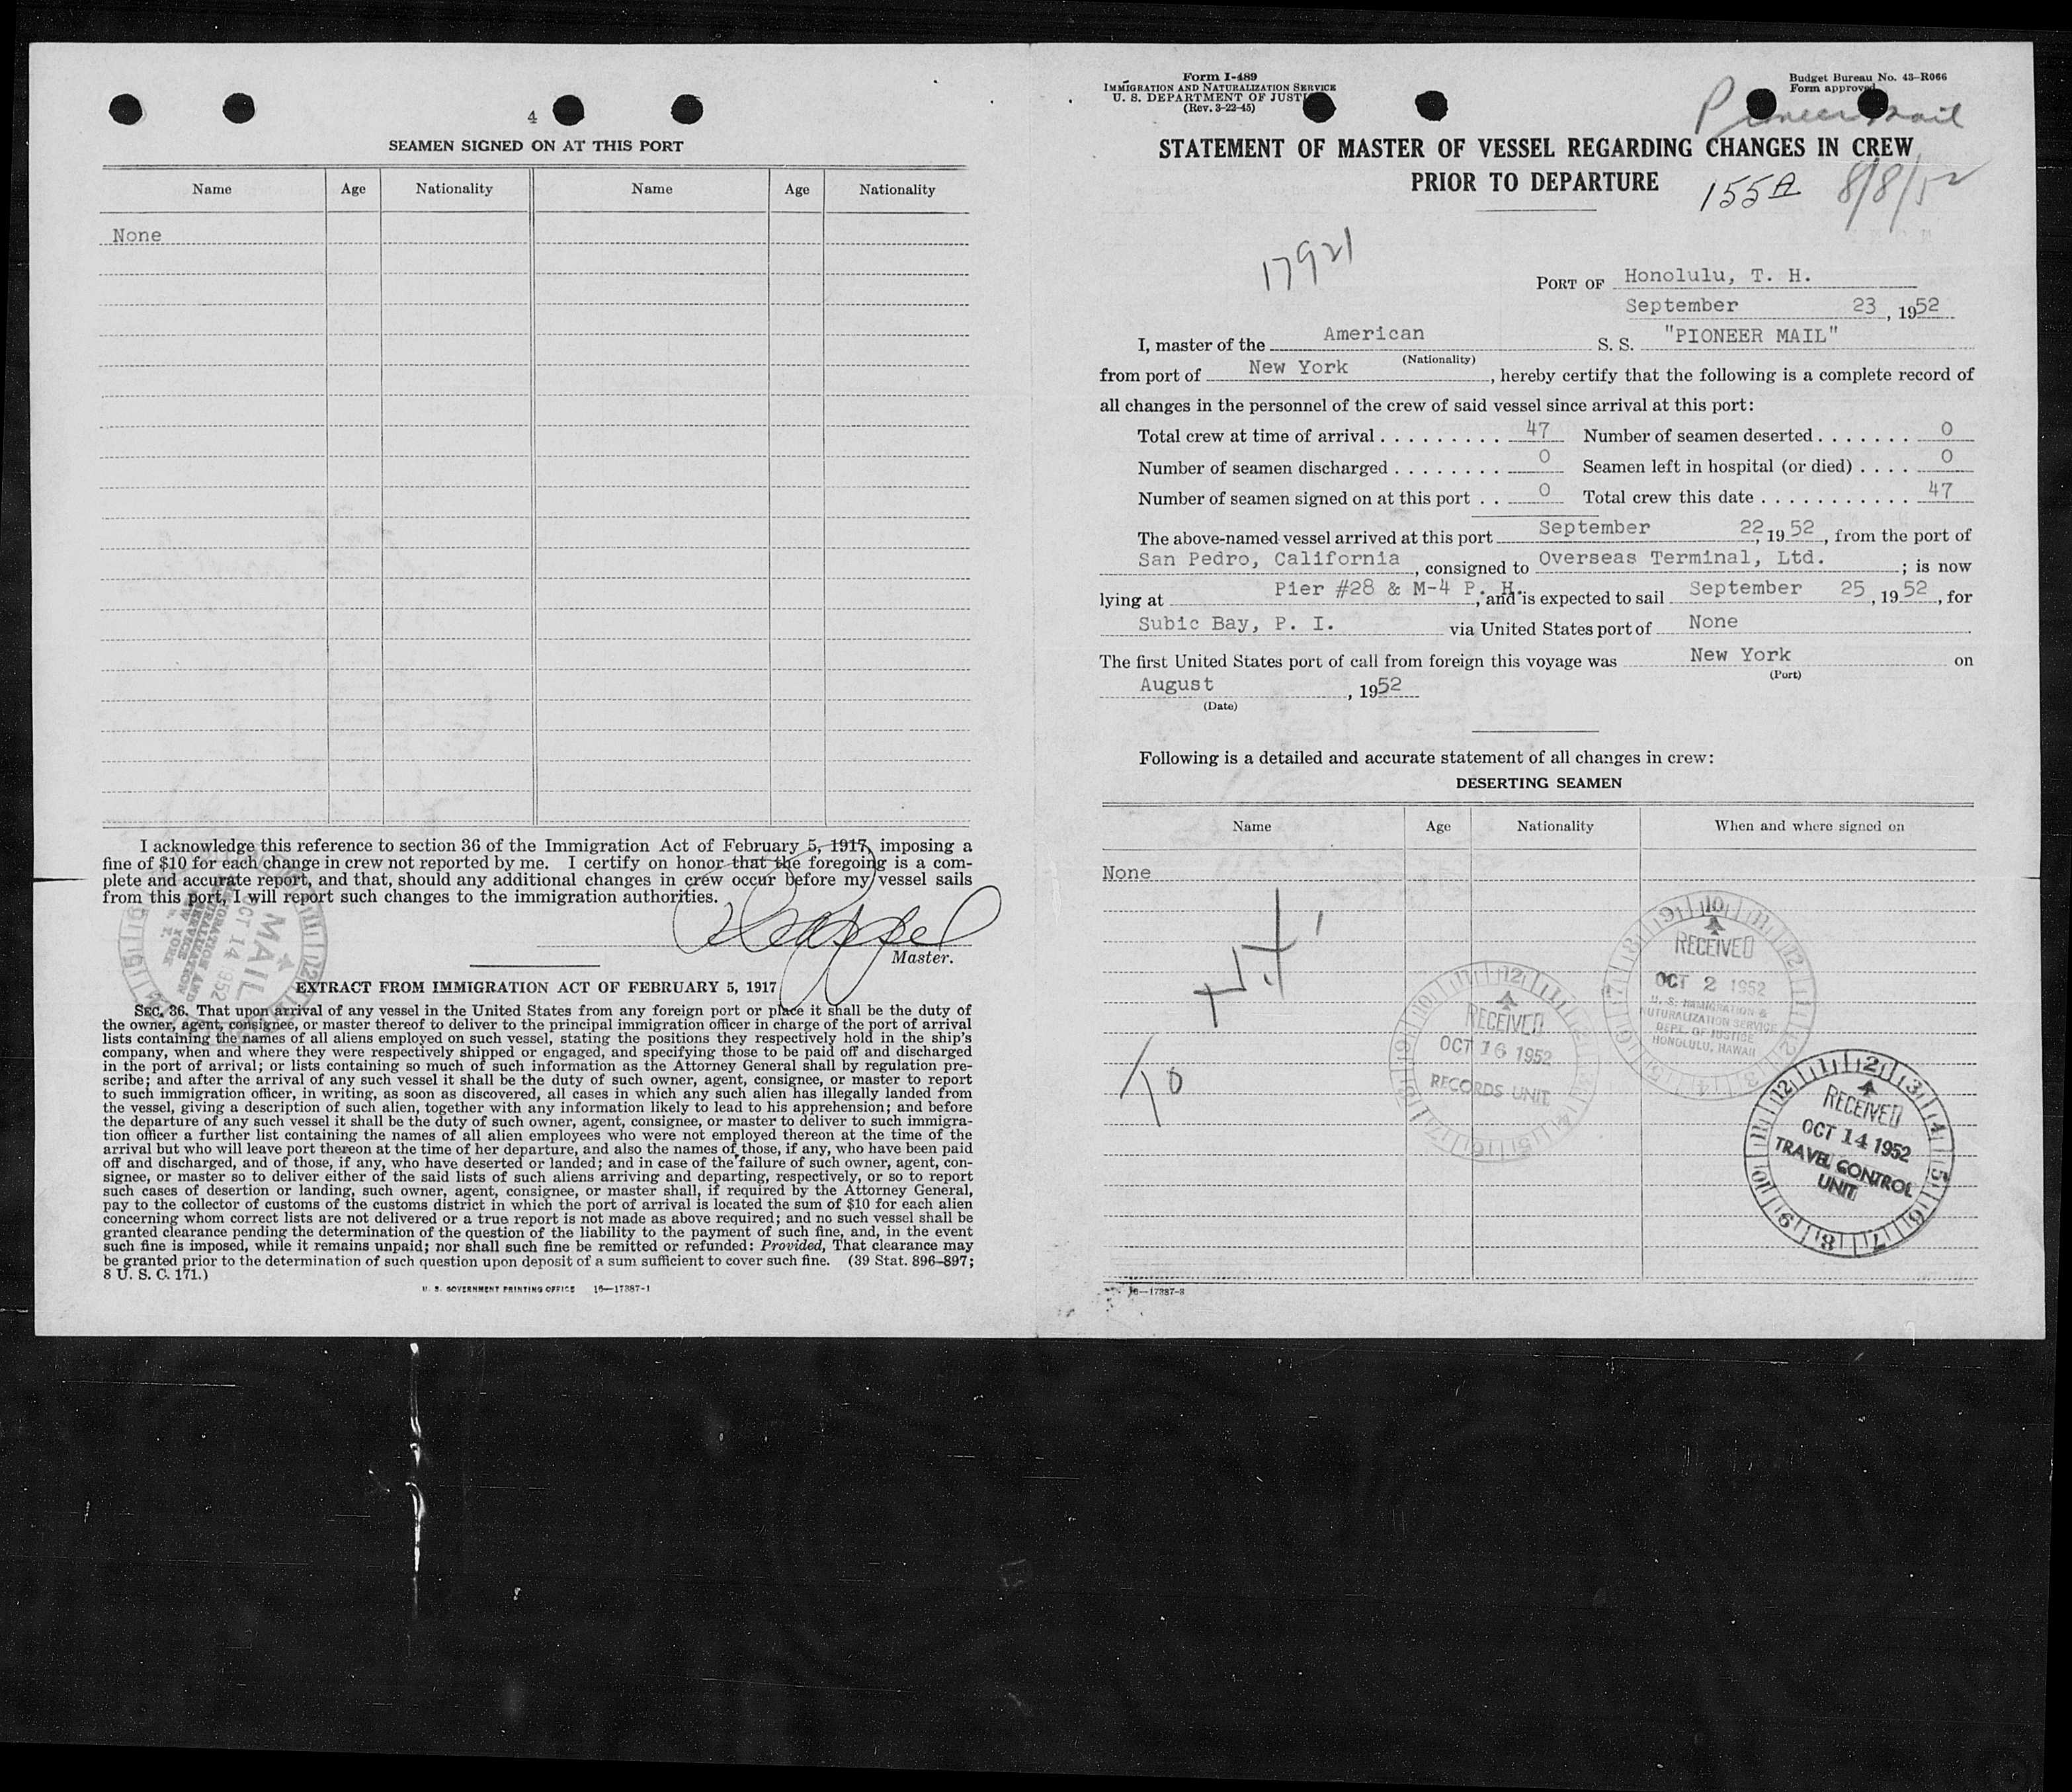 4
SEAMEN SIGNED ON AT THIS PORT
Name Age Nationality Name Age Nationality
None
I acknowledge this reference to section 36 of the Immigration Act of February 5, 1917, imposing a
fine of $10 for each change in crew not reported by me. I certify on honor that the foregoing is a com-
plete and accurate report, and that, should any additional changes in crew occur before my vessel sails
from this port, I will report such changes to the immigration authorities.
Master.
MAIL
OCT 14 1952
IMMIGRATION AND
NATURALIZATION
SERVICE
NEW YORK
N. Y.
EXTRACT FROM IMMIGRATION ACT OF FEBRUARY 5, 1917
SEC. 36. That upon arrival of any vessel in the United States from any foreign port or place it shall be the duty of
the owner, agent, consignee, or master thereof to deliver to the principal immigration officer in charge of the port of arrival
lists containing the names of all aliens employed on such vessel, stating the positions they respectively hold in the ship's
company, when and where they were respectively shipped or engaged, and specifying those to be paid off and discharged
in the port of arrival; or lists containing so much of such information as the Attorney General shall by regulation pre-
scribe; and after the arrival of any such vessel it shall be the duty of such owner, agent, consignee, or master to report
to such immigration officer, in writing, as soon as discovered, all cases in which any such alien has illegally landed from
the vessel, giving a description of such alien, together with any information likely to lead to his apprehension; and before
the departure of any such vessel it shall be the duty of such owner, agent, consignee, or master to deliver to such immigra-
tion officer a further list containing the names of all alien employees who were not employed thereon at the time of the
arrival but who will leave port thereon at the time of her departure, and also the names of those, if any, who have been paid
off and discharged, and of those, if any, who have deserted or landed; and in case of the failure of such owner, agent, con-
signee, or master so to deliver either of the said lists of such aliens arriving and departing, respectively, or so to report
such cases of desertion or landing, such owner, agent, consignee, or master shall, if required by the Attorney General,
pay to the collector of customs of the customs district in which the port of arrival is located the sum of $10 for each alien
concerning whom correct lists are not delivered or a true report is not made as above required; and no such vessel shall be
granted clearance pending the determination of the question of the liability to the payment of such fine, and, in the event
such fine is imposed, while it remains unpaid; nor shall such fine be remitted or refunded: Provided, That clearance may
be granted prior to the determination of such question upon deposit of a sum sufficient to cover such fine. (39 Stat. 896-897;
8 U. S. C. 171.)
U. S. GOVERNMENT PRINTING OFFICE 16—17387-1
Form I-489
IMMIGRATION AND NATURALIZATION SERVICE
U. S. DEPARTMENT OF JUSTICE
(Rev. 3-22-45)
Budget Bureau No. 43-R066
Form approved
Pioneer Mail
STATEMENT OF MASTER OF VESSEL REGARDING CHANGES IN CREW
PRIOR TO DEPARTURE
155A 8/8/52
17921
PORT OF Honolulu, T. H.
September 23, 1952
I, master of the American S. S. "PIONEER MAIL"
(Nationality)
from port of New York, hereby certify that the following is a complete record of
all changes in the personnel of the crew of said vessel since arrival at this port:
Total crew at time of arrival . . . . . . . . . 47 Number of seamen deserted . . . . . . . 0
Number of seamen discharged . . . . . . . . 0 Seamen left in hospital (or died) . . . . 0
Number of seamen signed on at this port . . 0 Total crew this date . . . . . . . . . . . 47
The above-named vessel arrived at this port September 22, 1952, from the port of
San Pedro, California, consigned to Overseas Terminal, Ltd.; is now
lying at Pier #28 & M-4 P. H., and is expected to sail September 25, 1952, for
Subic Bay, P. I. via United States port of None
The first United States port of call from foreign this voyage was New York on
(Port)
August, 1952
(Date)
Following is a detailed and accurate statement of all changes in crew:
DESERTING SEAMEN
Name Age Nationality When and where signed on
None
RECEIVED
OCT 2 1952
U. S. IMMIGRATION &
NATURALIZATION SERVICE
DEPT. OF JUSTICE
HONOLULU, HAWAII
RECEIVED
OCT 16 1952
RECORDS UNIT
RECEIVED
OCT 14 1952
TRAVEL CONTROL
UNIT
16—17387-3